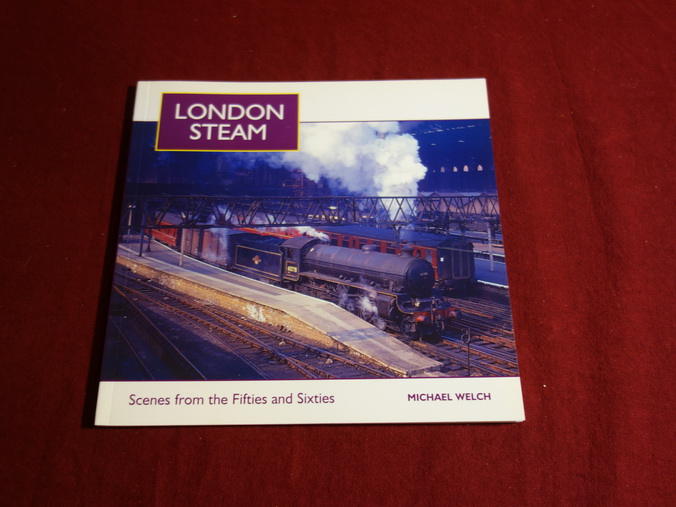 LONDON
STEAM
Scenes from the Fifties and Sixties
MICHAEL WELCH